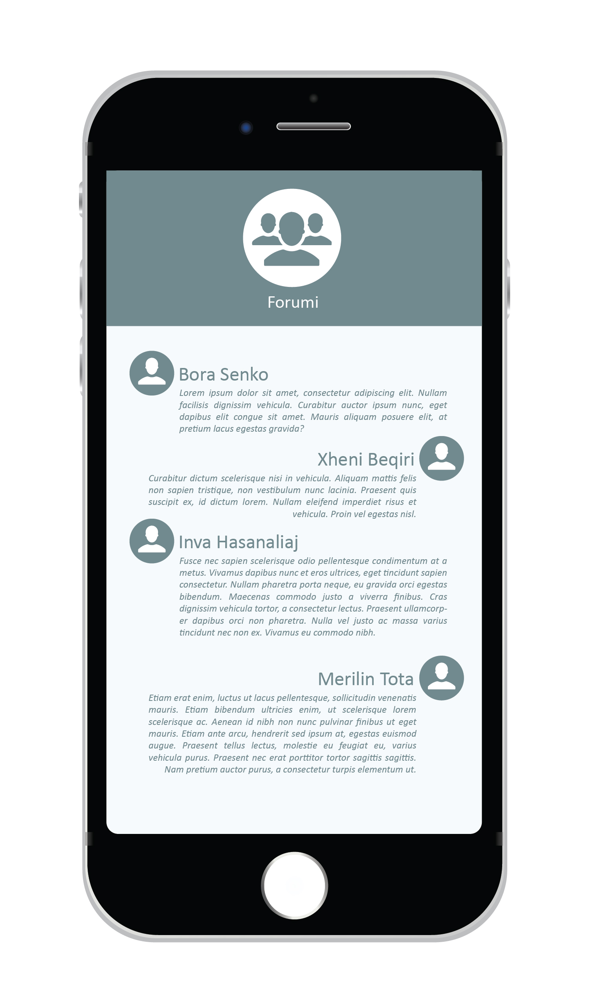 Forumi
Bora Senko
Lorem ipsum dolor sit amet, consectetur adipiscing elit. Nullam
facilisis dignissim vehicula. Curabitur auctor ipsum nunc, eget
dapibus elit congue sit amet. Mauris aliquam posuere elit, at
pretium lacus egestas gravida?
Xheni Beqiri
Curabitur dictum scelerisque nisi in vehicula. Aliquam mattis felis
non sapien tristique, non vestibulum nunc lacinia. Praesent quis
suscipit ex, id dictum lorem. Nullam eleifend imperdiet risus et
vehicula. Proin vel egestas nisl.
Inva Hasanaliaj
Fusce nec sapien scelerisque odio pellentesque condimentum at a
metus. Vivamus dapibus nunc et eros ultrices, eget tincidunt sapien
consectetur. Nullam pharetra porta neque, eu gravida orci egestas
bibendum. Maecenas commodo justo a viverra finibus. Cras
dignissim vehicula tortor, a consectetur lectus. Praesent ullamcorp-
er dapibus orci non pharetra. Nulla vel justo ac massa varius
tincidunt nec non ex. Vivamus eu commodo nibh.
Merilin Tota
Etiam erat enim, luctus ut lacus pellentesque, sollicitudin venenatis
mauris. Etiam bibendum ultricies enim, ut scelerisque lorem
scelerisque ac. Aenean id nibh non nunc pulvinar finibus ut eget
mauris. Etiam ante arcu, hendrerit sed ipsum at, egestas euismod
augue. Praesent tellus lectus, molestie eu feugiat eu, varius
vehicula purus. Praesent nec erat porttitor tortor sagittis sagittis.
Nam pretium auctor purus, a consectetur turpis elementum ut.